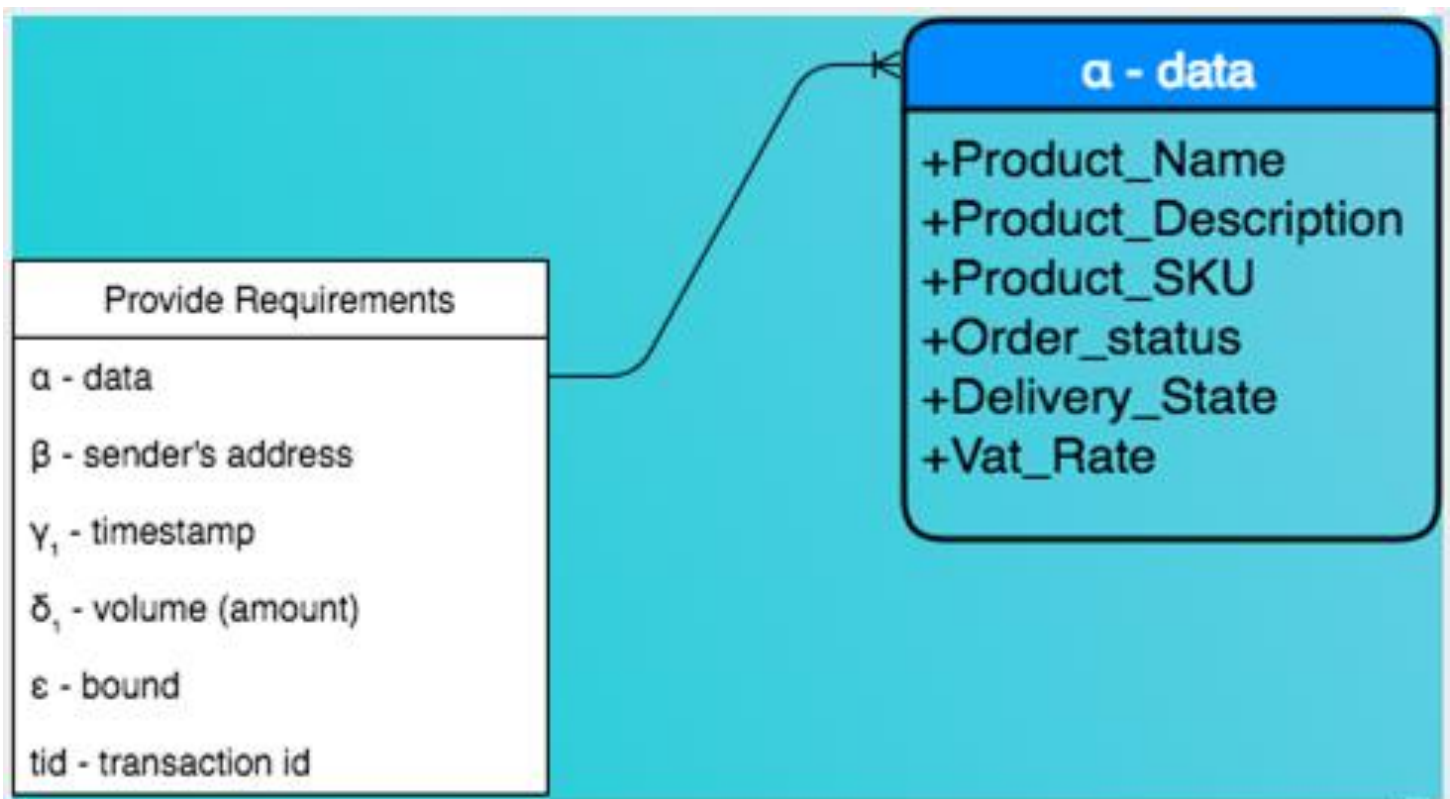 α - data
+Product_Name
+Product_Description
+Product_SKU
+Order_status
+Delivery_State
+Vat_Rate
Provide Requirements
α - data
β - sender's address
γ₁ - timestamp
δ₁ - volume (amount)
ε - bound
tid - transaction id